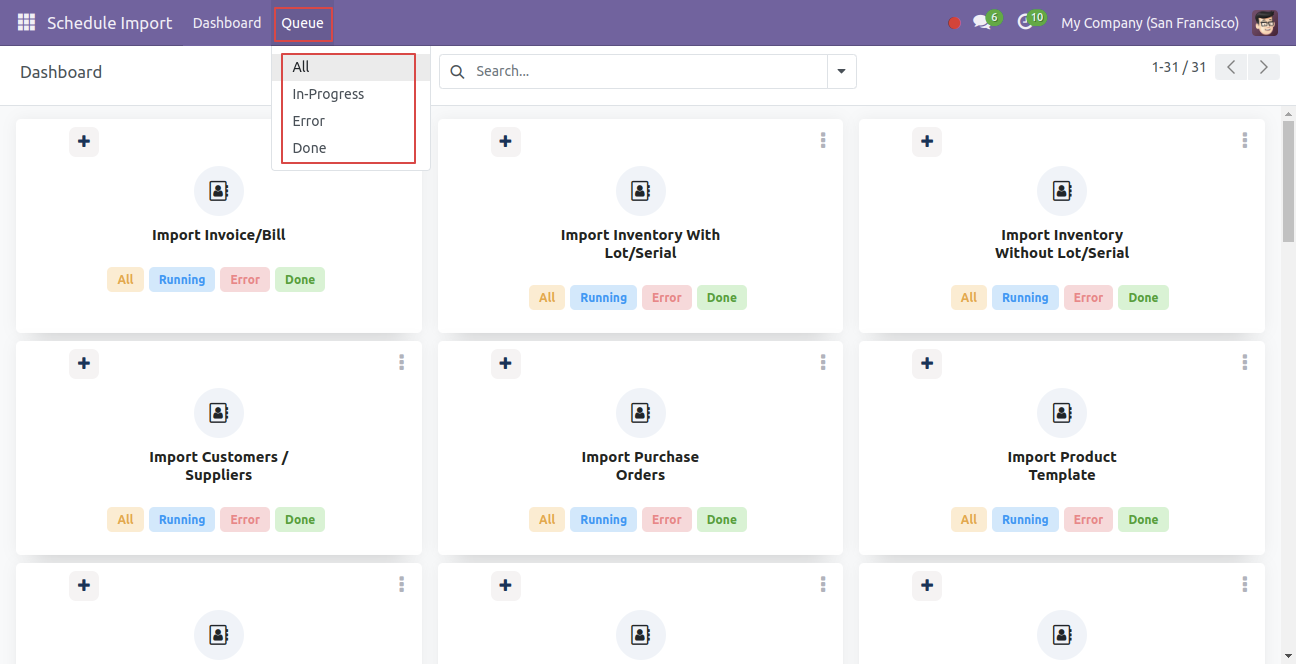 Schedule Import Dashboard Queue 6 10 My Company (San Francisco)
Dashboard Search... 1-31 / 31
All
In-Progress
Error
Done
Import Invoice/Bill
All Running Error Done
Import Inventory With
Lot/Serial
All Running Error Done
Import Inventory
Without Lot/Serial
All Running Error Done
Import Customers /
Suppliers
All Running Error Done
Import Purchase
Orders
All Running Error Done
Import Product
Template
All Running Error Done